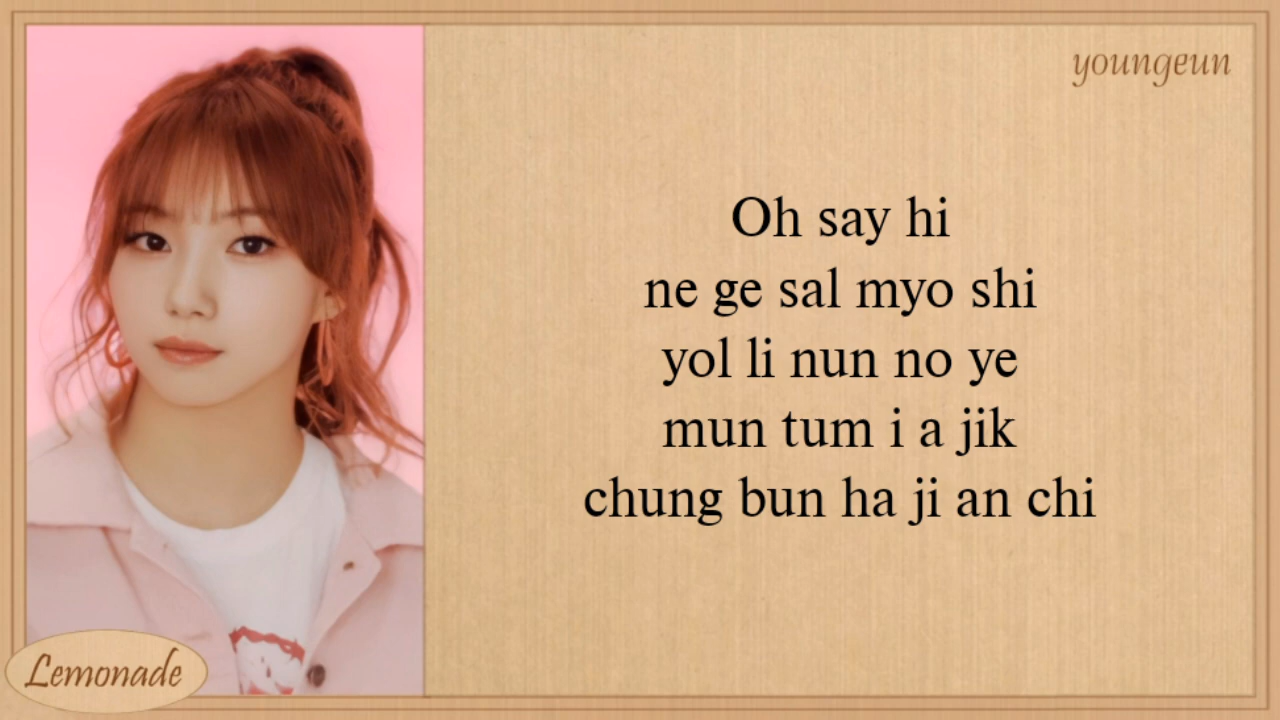 youngeun
Oh say hi
ne ge sal myo shi
yol li nun no ye
mun tum i a jik
chung bun ha ji an chi
Lemonade